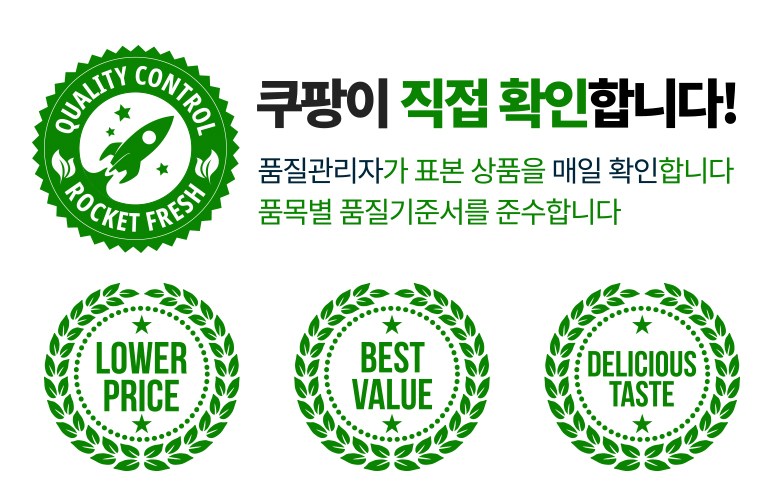 QUALITY CONTROL
ROCKET FRESH
쿠팡이 직접 확인합니다!
품질관리자가 표본 상품을 매일 확인합니다
품목별 품질기준서를 준수합니다
LOWER
PRICE
BEST
VALUE
DELICIOUS
TASTE